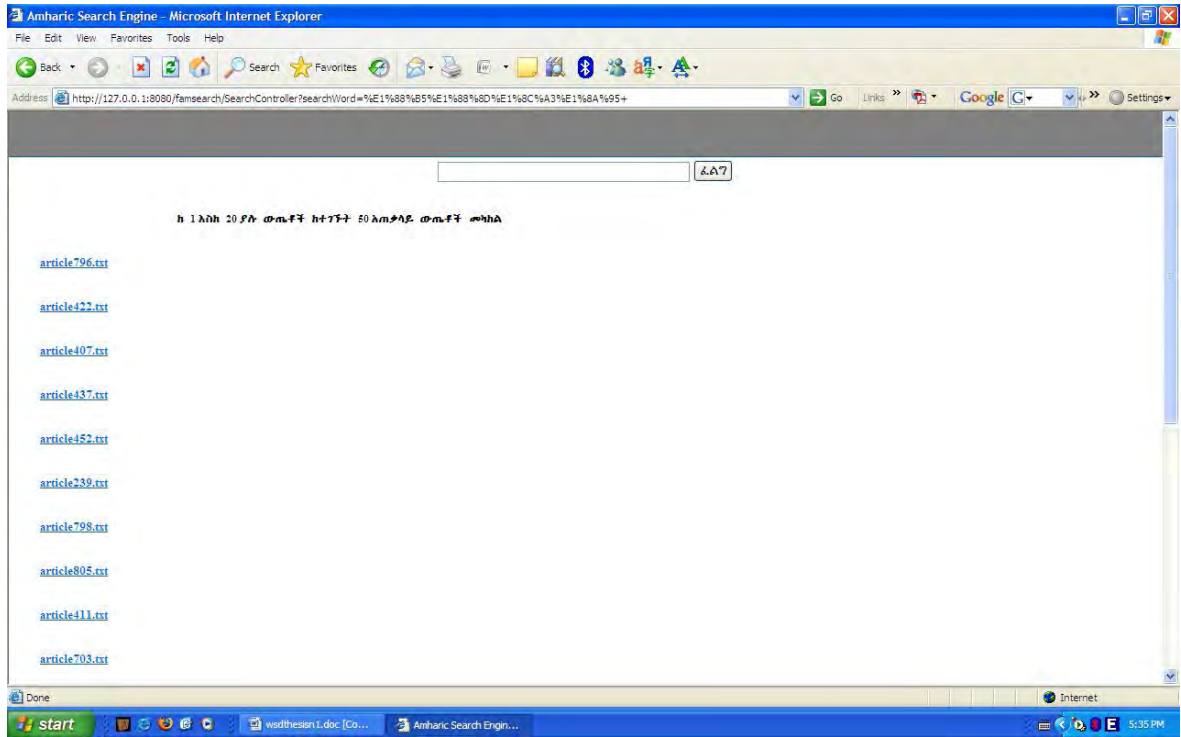 Amharic Search Engine - Microsoft Internet Explorer
File Edit View Favorites Tools Help
Back Search Favorites
Address http://127.0.0.1:8080/famsearch/SearchController?searchWord=%E1%88%B5%E1%88%8D%E1%8C%A3%E1%8A%95+ Go Links Google Settings
ፈልግ
ከ 1 እስከ 20 ያሉ ውጤቶች ከተገኙት 50 አጠቃላይ ውጤቶች መካከል
article796.txt
article422.txt
article407.txt
article437.txt
article452.txt
article239.txt
article798.txt
article805.txt
article411.txt
article703.txt
Done Internet
start wsdthesisn1.doc [Co... Amharic Search Engin... E 5:35 PM